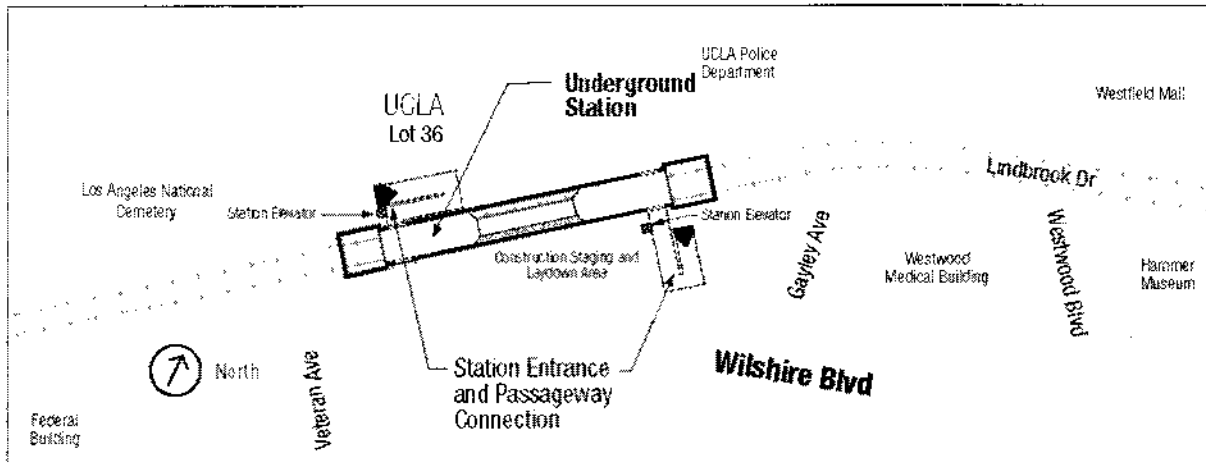 UCLA Police
Department
Underground
Station
Westfield Mall
UCLA
Lot 36
Lindbrook Dr
Los Angeles National
Cemetery
Station Elevator
Station Elevator
Construction Staging and
Laydown Area
Gayley Ave
Westwood
Medical Building
Westwood Blvd
Hammer
Museum
North
Veteran Ave
Station Entrance
and Passageway
Connection
Wilshire Blvd
Federal
Building